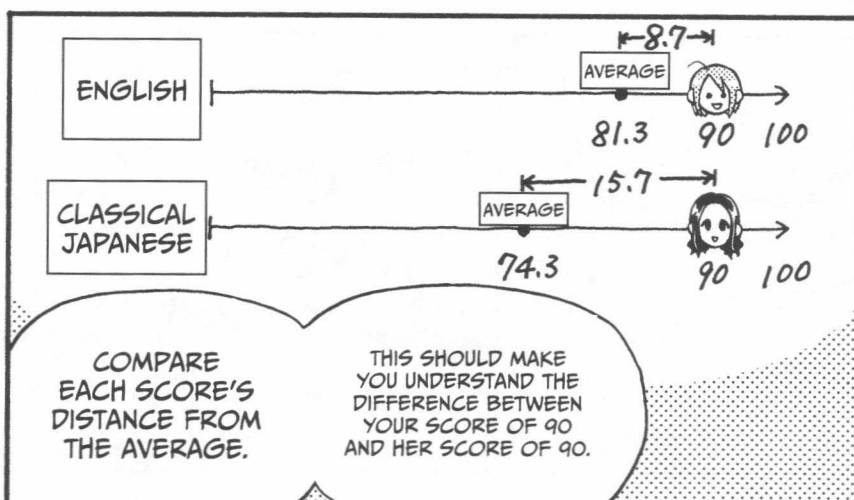 8.7
ENGLISH
AVERAGE
81.3 90 100
15.7
CLASSICAL
JAPANESE
AVERAGE
74.3 90 100
COMPARE
EACH SCORE'S
DISTANCE FROM
THE AVERAGE.
THIS SHOULD MAKE
YOU UNDERSTAND THE
DIFFERENCE BETWEEN
YOUR SCORE OF 90
AND HER SCORE OF 90.